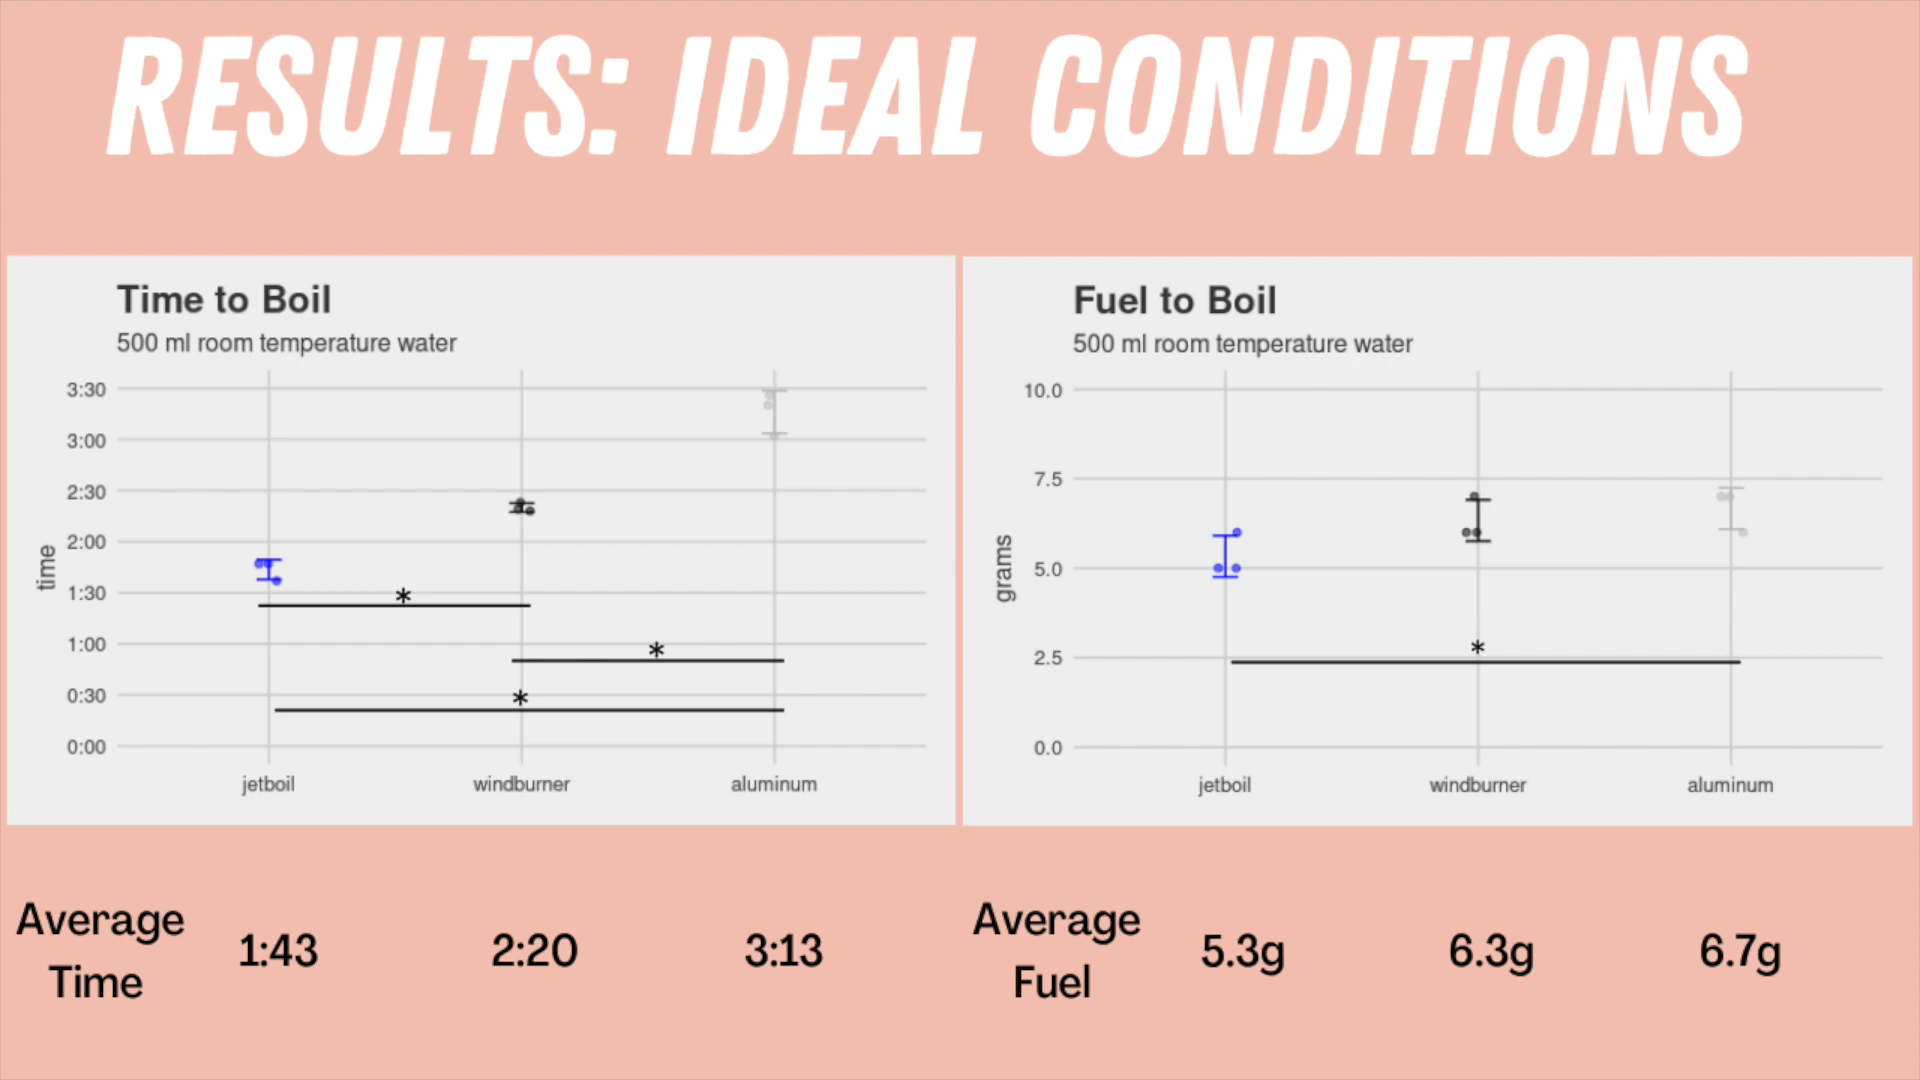 RESULTS: IDEAL CONDITIONS
Time to Boil
500 ml room temperature water
3:30
3:00
2:30
2:00
1:30
1:00
0:30
0:00
time
*
*
*
jetboil windburner aluminum
Fuel to Boil
500 ml room temperature water
10.0
7.5
5.0
2.5
0.0
grams
*
jetboil windburner aluminum
Average
Time
1:43 2:20 3:13
Average
Fuel
5.3g 6.3g 6.7g